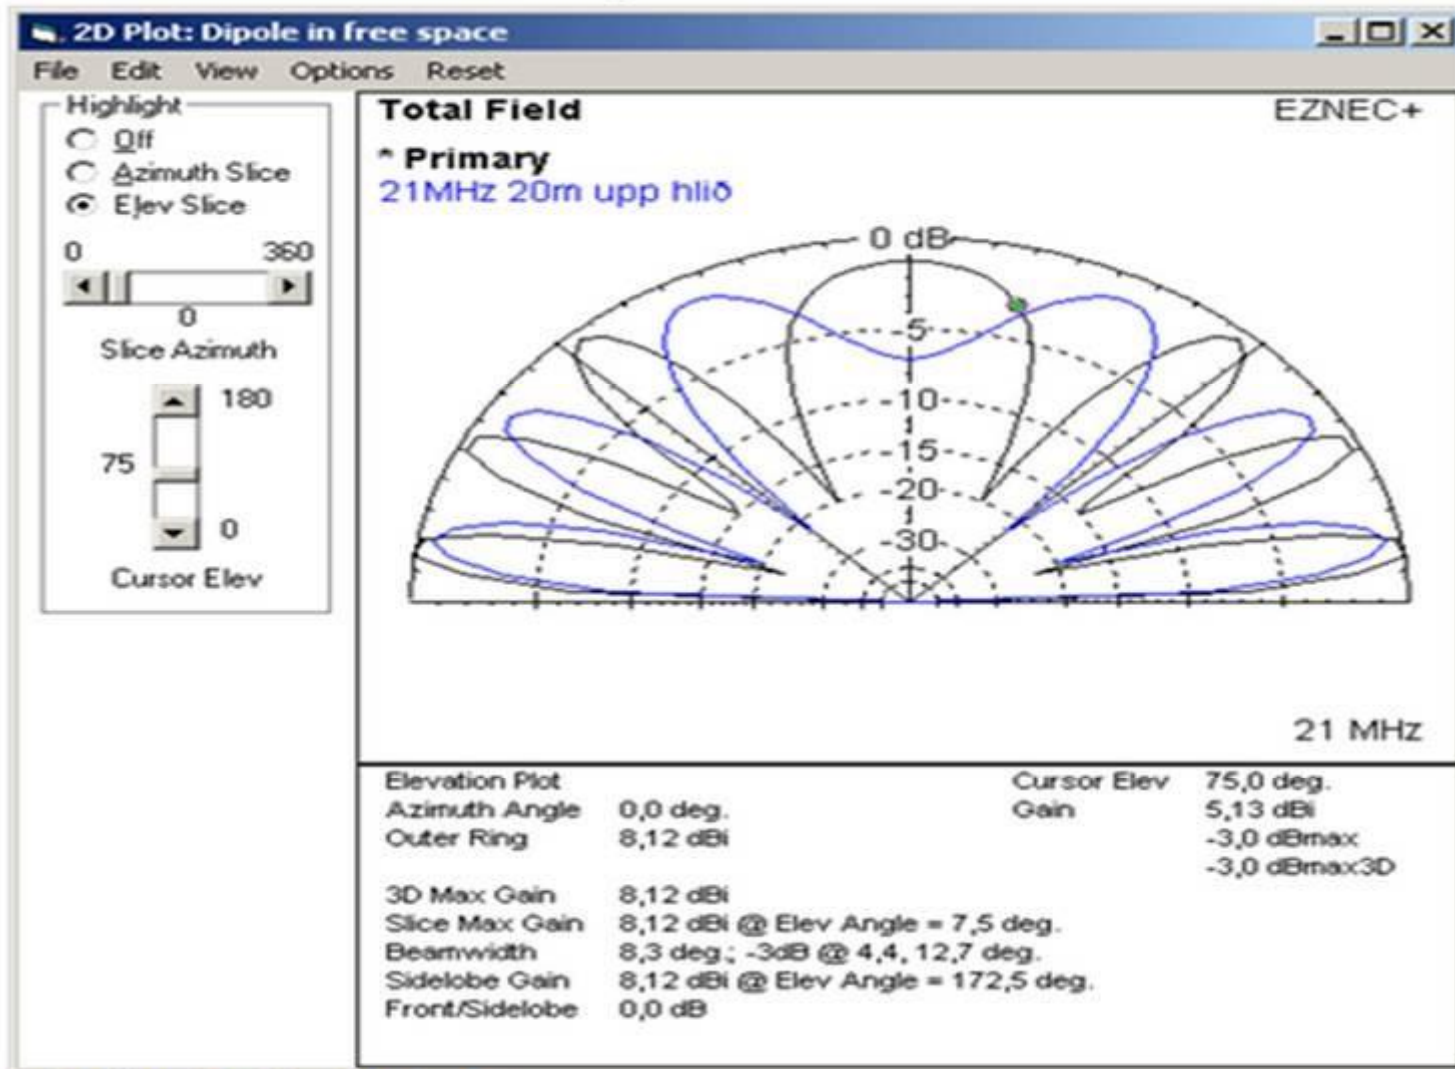 2D Plot: Dipole in free space
File Edit View Options Reset
Highlight
Off
Azimuth Slice
Elev Slice
0 360
0
Slice Azimuth
180
75
0
Cursor Elev
Total Field
EZNEC+
* Primary
21MHz 20m upp hlið
0 dB
-5
-10
-15
-20
-30
21 MHz
Elevation Plot
Cursor Elev 75,0 deg.
Azimuth Angle 0,0 deg.
Gain 5,13 dBi
Outer Ring 8,12 dBi
-3,0 dBmax
-3,0 dBmax3D
3D Max Gain 8,12 dBi
Slice Max Gain 8,12 dBi @ Elev Angle = 7,5 deg.
Beamwidth 8,3 deg.; -3dB @ 4,4, 12,7 deg.
Sidelobe Gain 8,12 dBi @ Elev Angle = 172,5 deg.
Front/Sidelobe 0,0 dB